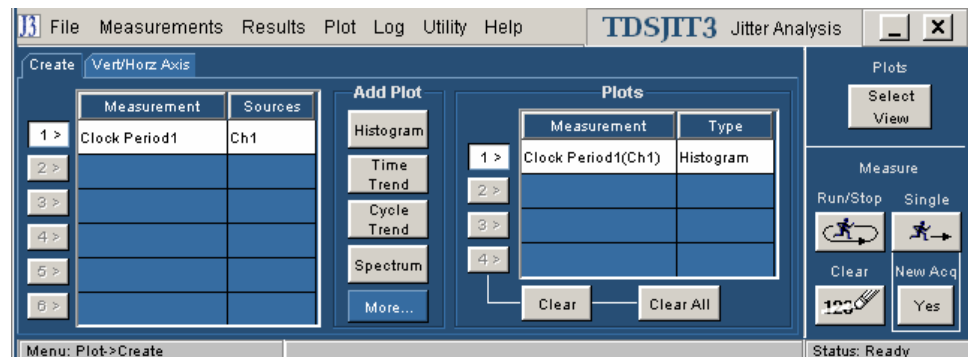 J3 File Measurements Results Plot Log Utility Help TDSJIT3 Jitter Analysis _ X
Create Vert/Horz Axis
Measurement Sources
1 > Clock Period1 Ch1
2 >
3 >
4 >
5 >
6 >
Add Plot
Histogram
Time
Trend
Cycle
Trend
Spectrum
More...
Plots
Measurement Type
1 > Clock Period1(Ch1) Histogram
2 >
3 >
4 >
Clear Clear All
Plots
Select
View
Measure
Run/Stop Single
Clear New Acq
123 Yes
Menu: Plot->Create Status: Ready